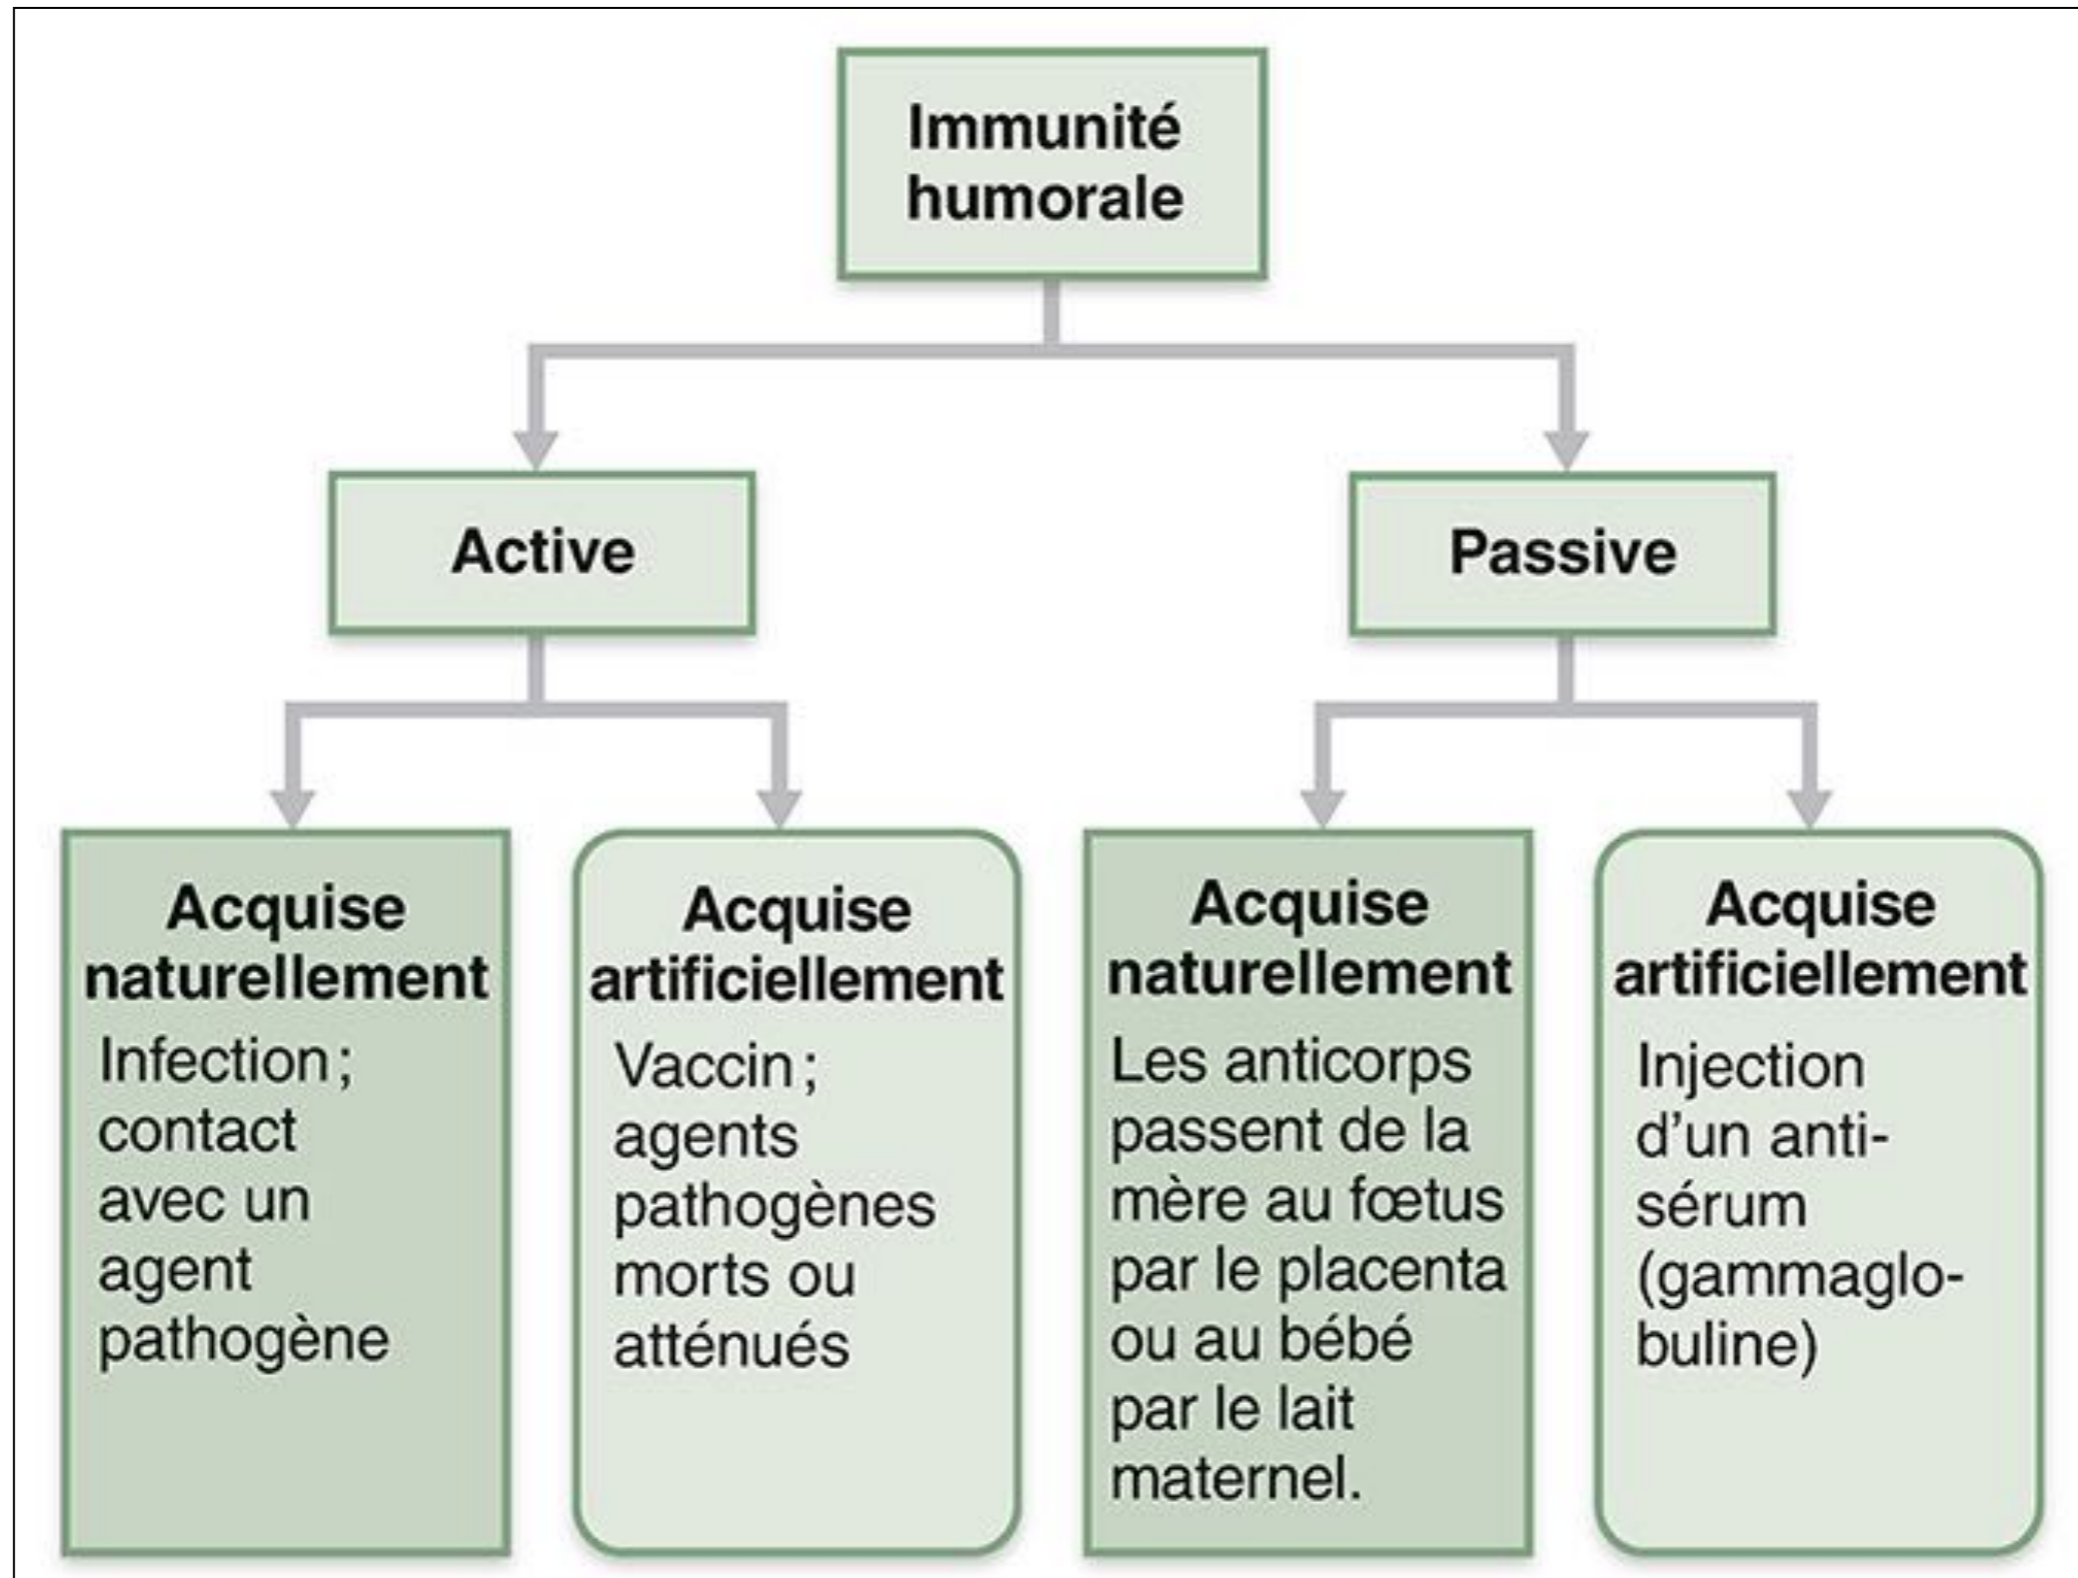 Immunité
humorale
Active
Passive
Acquise
naturellement
Infection ;
contact
avec un
agent
pathogène
Acquise
artificiellement
Vaccin ;
agents
pathogènes
morts ou
atténués
Acquise
naturellement
Les anticorps
passent de la
mère au fœtus
par le placenta
ou au bébé
par le lait
maternel.
Acquise
artificiellement
Injection
d'un anti-
sérum
(gammaglo-
buline)